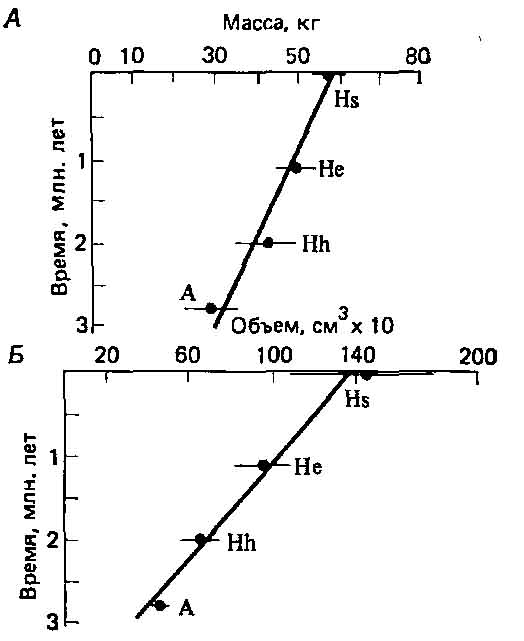 А
Масса, кг
0 10 30 50 80
Hs
1
He
2
Hh
A
3
Время, млн. лет
Объем, см³ х 10
Б
20 60 100 140 200
Hs
1
He
2
Hh
3
A
Время, млн. лет